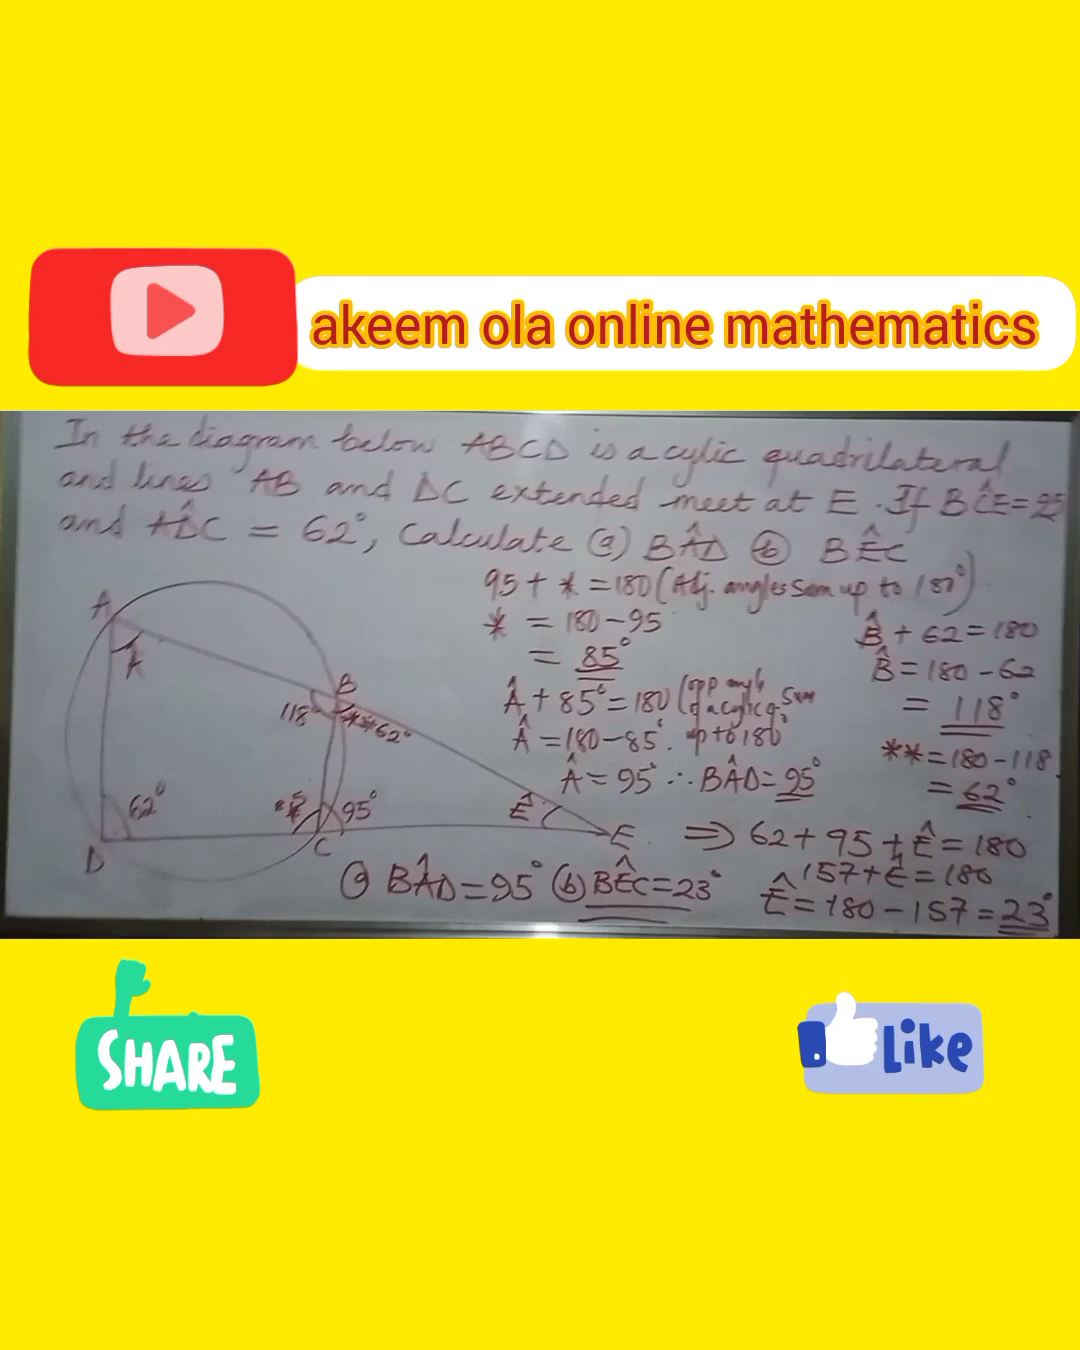 akeem ola online mathematics
In the diagram below ABCD is a cylic quadrilateral
and lines AB and DC extended meet at E. If BĈE = 95
and AD̂C = 62°, Calculate (a) BÂD (b) BÊC
95 + * = 180 (Adj. angles sum up to 180°)
* = 180 - 95
= 85°
B̂ + 62 = 180
B̂ = 180 - 62
= 118°
Â + 85° = 180 (opp angls of a cylic q. sum
Â = 180 - 85°. up to 180°
Â = 95° ∴ BÂD = 95°
** = 180 - 118
= 62°
⇒ 62 + 95 + Ê = 180
157 + Ê = 180
Ê = 180 - 157 = 23°
A
Â
B
118°
**62°
62°
*
95°
Ê
E
D
C
(a) BÂD = 95° (b) BÊC = 23°
SHARE
Like